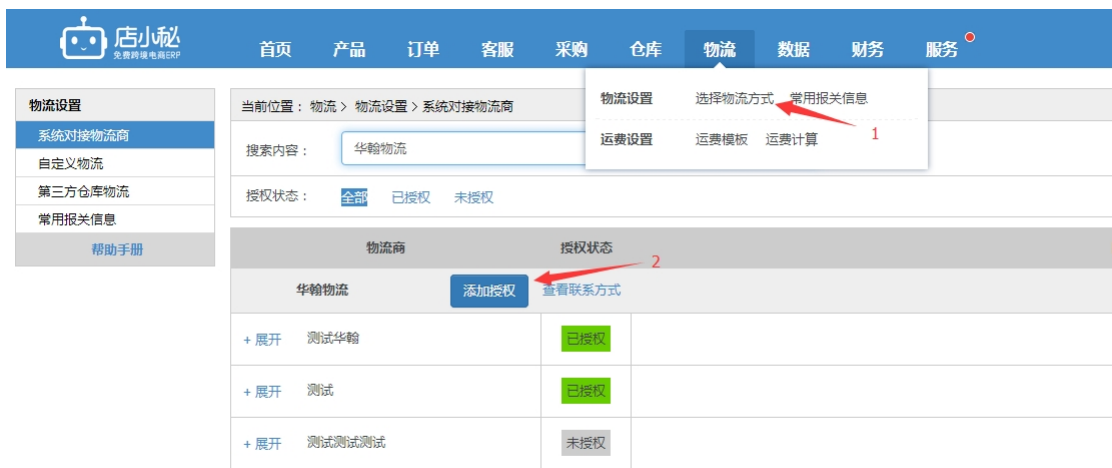 店小秘
免费跨境电商ERP
首页 产品 订单 客服 采购 仓库 物流 数据 财务 服务
物流设置
系统对接物流商
自定义物流
第三方仓库物流
常用报关信息
帮助手册
当前位置： 物流 > 物流设置 > 系统对接物流商
物流设置 选择物流方式 常用报关信息
运费设置 运费模板 运费计算
1
搜索内容： 华翰物流
授权状态： 全部 已授权 未授权
物流商 授权状态
2
华翰物流 添加授权 查看联系方式
+ 展开 测试华翰 已授权
+ 展开 测试 已授权
+ 展开 测试测试测试 未授权